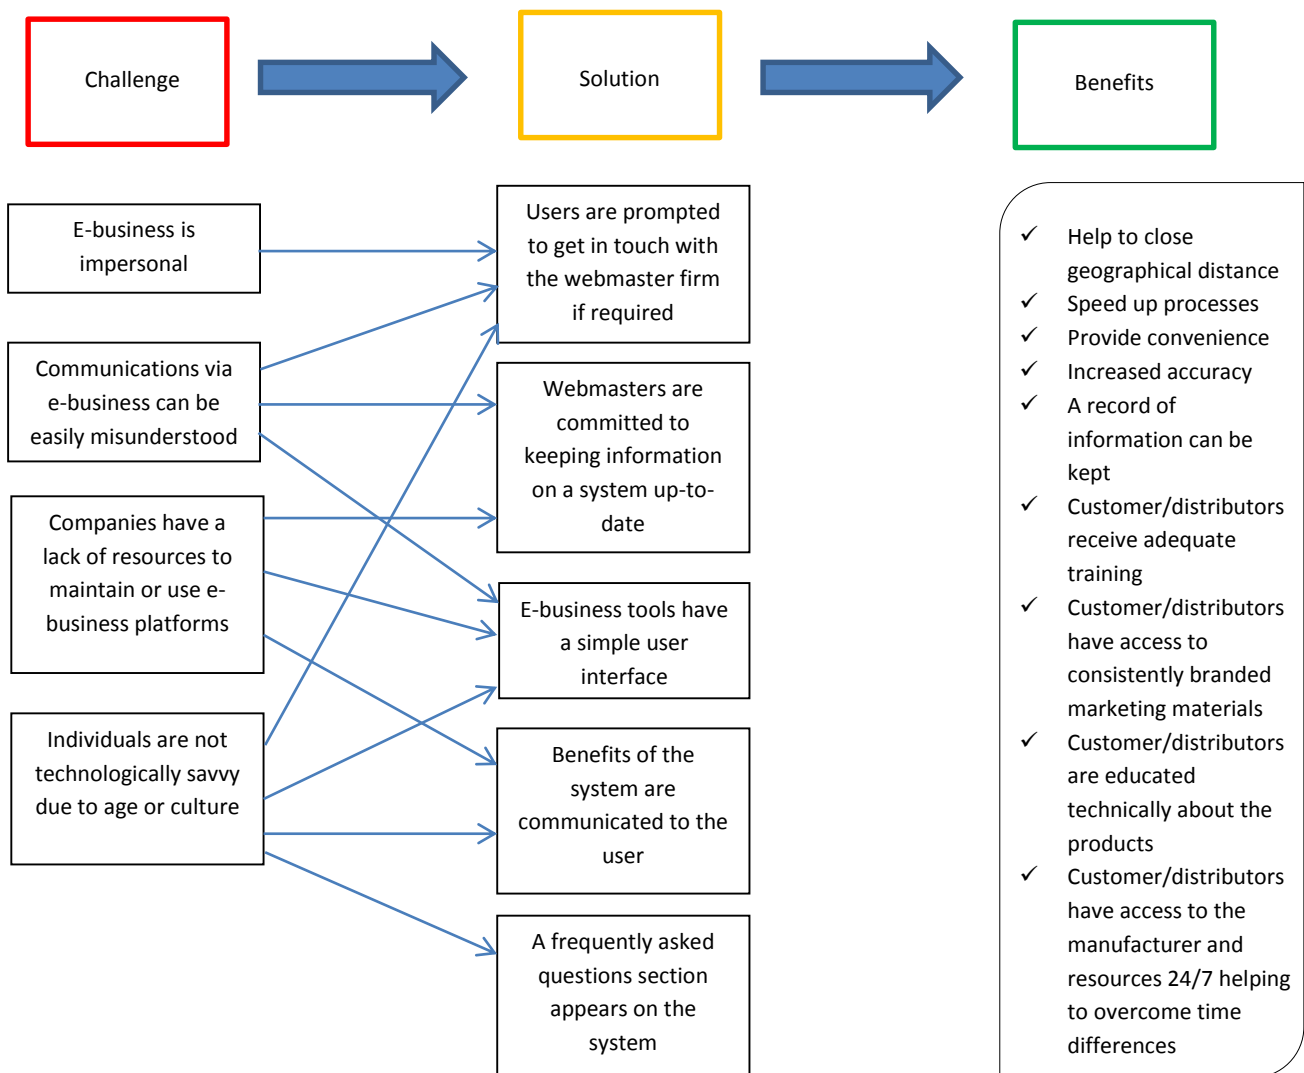 Challenge
Solution
Benefits
E-business is
impersonal
Communications via
e-business can be
easily misunderstood
Companies have a
lack of resources to
maintain or use e-
business platforms
Individuals are not
technologically savvy
due to age or culture
Users are prompted
to get in touch with
the webmaster firm
if required
Webmasters are
committed to
keeping information
on a system up-to-
date
E-business tools have
a simple user
interface
Benefits of the
system are
communicated to the
user
A frequently asked
questions section
appears on the
system
✓ Help to close
geographical distance
✓ Speed up processes
✓ Provide convenience
✓ Increased accuracy
✓ A record of
information can be
kept
✓ Customer/distributors
receive adequate
training
✓ Customer/distributors
have access to
consistently branded
marketing materials
✓ Customer/distributors
are educated
technically about the
products
✓ Customer/distributors
have access to the
manufacturer and
resources 24/7 helping
to overcome time
differences